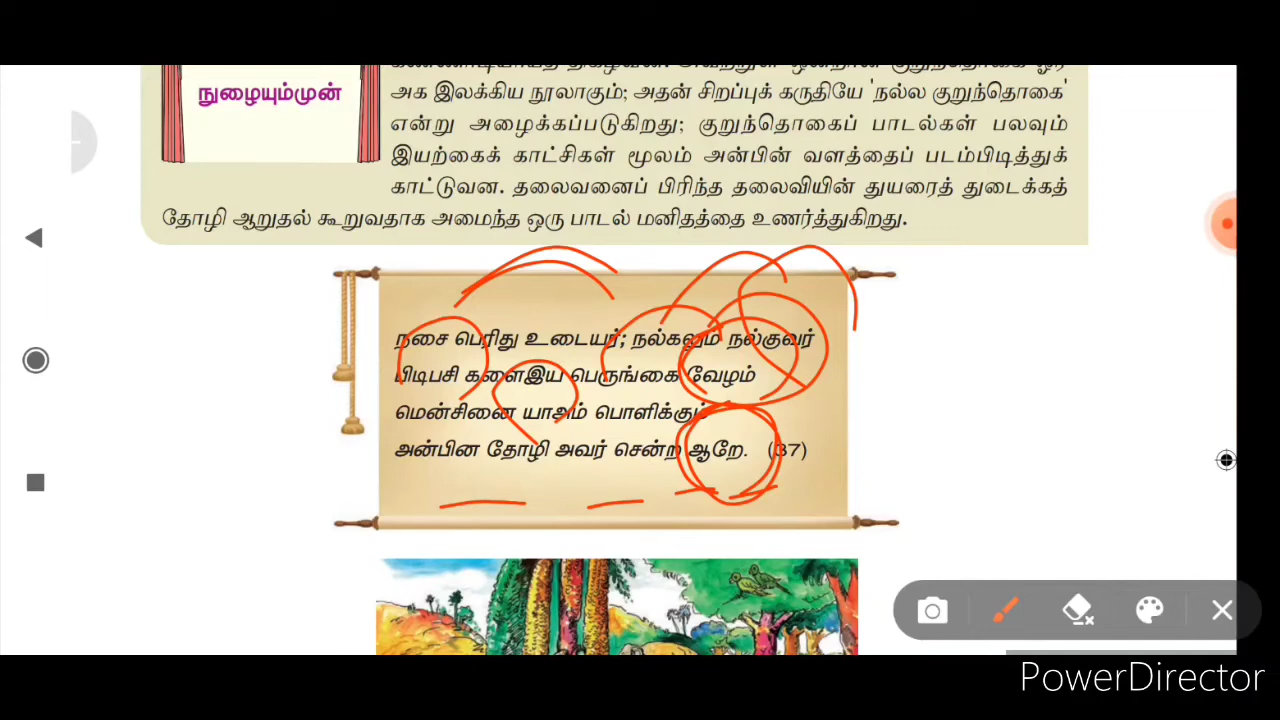 நுழையும்முன்
அக இலக்கிய நூலாகும்; அதன் சிறப்புக் கருதியே 'நல்ல குறுந்தொகை'
என்று அழைக்கப்படுகிறது; குறுந்தொகைப் பாடல்கள் பலவும்
இயற்கைக் காட்சிகள் மூலம் அன்பின் வளத்தைப் படம்பிடித்துக்
காட்டுவன. தலைவனைப் பிரிந்த தலைவியின் துயரைத் துடைக்கத்
தோழி ஆறுதல் கூறுவதாக அமைந்த ஒரு பாடல் மனிதத்தை உணர்த்துகிறது.
நசை பெரிது உடையர்; நல்கலும் நல்குவர்
பிடிபசி களைஇய பெருங்கை வேழம்
மென்சினை யாஅம் பொளிக்கும்
அன்பின தோழி அவர் சென்ற ஆறே. (37)
PowerDirector